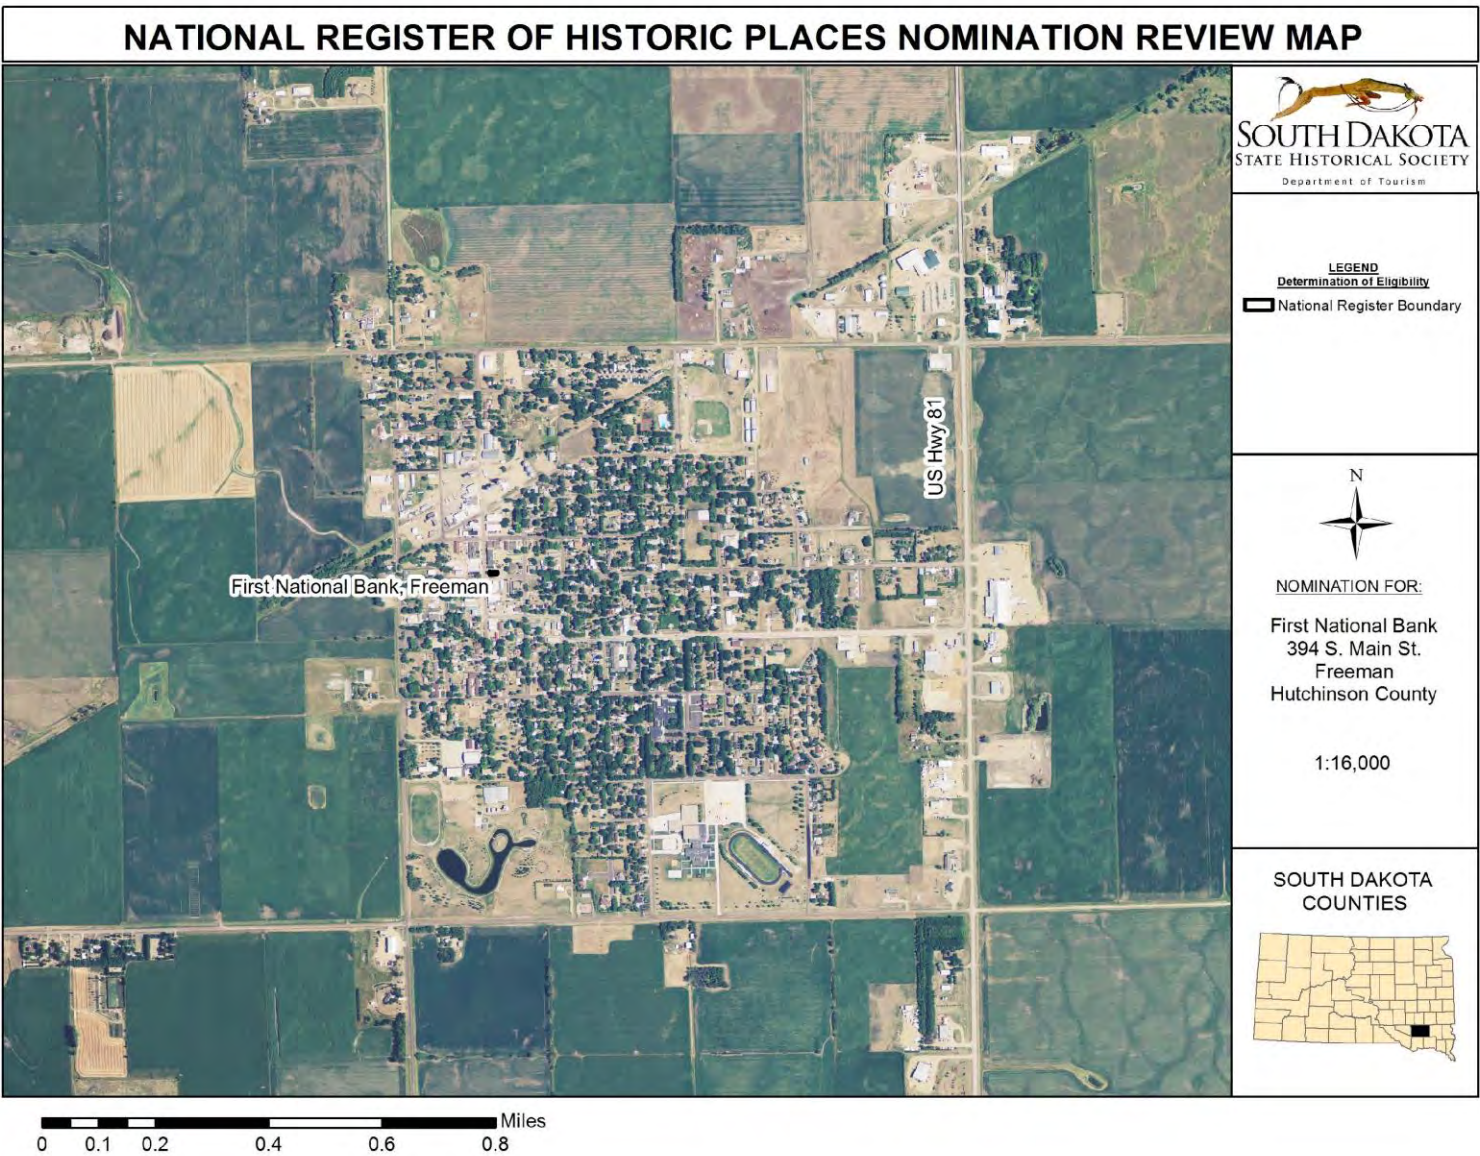 NATIONAL REGISTER OF HISTORIC PLACES NOMINATION REVIEW MAP
SOUTH DAKOTA
STATE HISTORICAL SOCIETY
Department of Tourism
LEGEND
Determination of Eligibility
National Register Boundary
US Hwy 81
First National Bank, Freeman
N
NOMINATION FOR:
First National Bank
394 S. Main St.
Freeman
Hutchinson County
1:16,000
SOUTH DAKOTA
COUNTIES
Miles
0 0.1 0.2 0.4 0.6 0.8